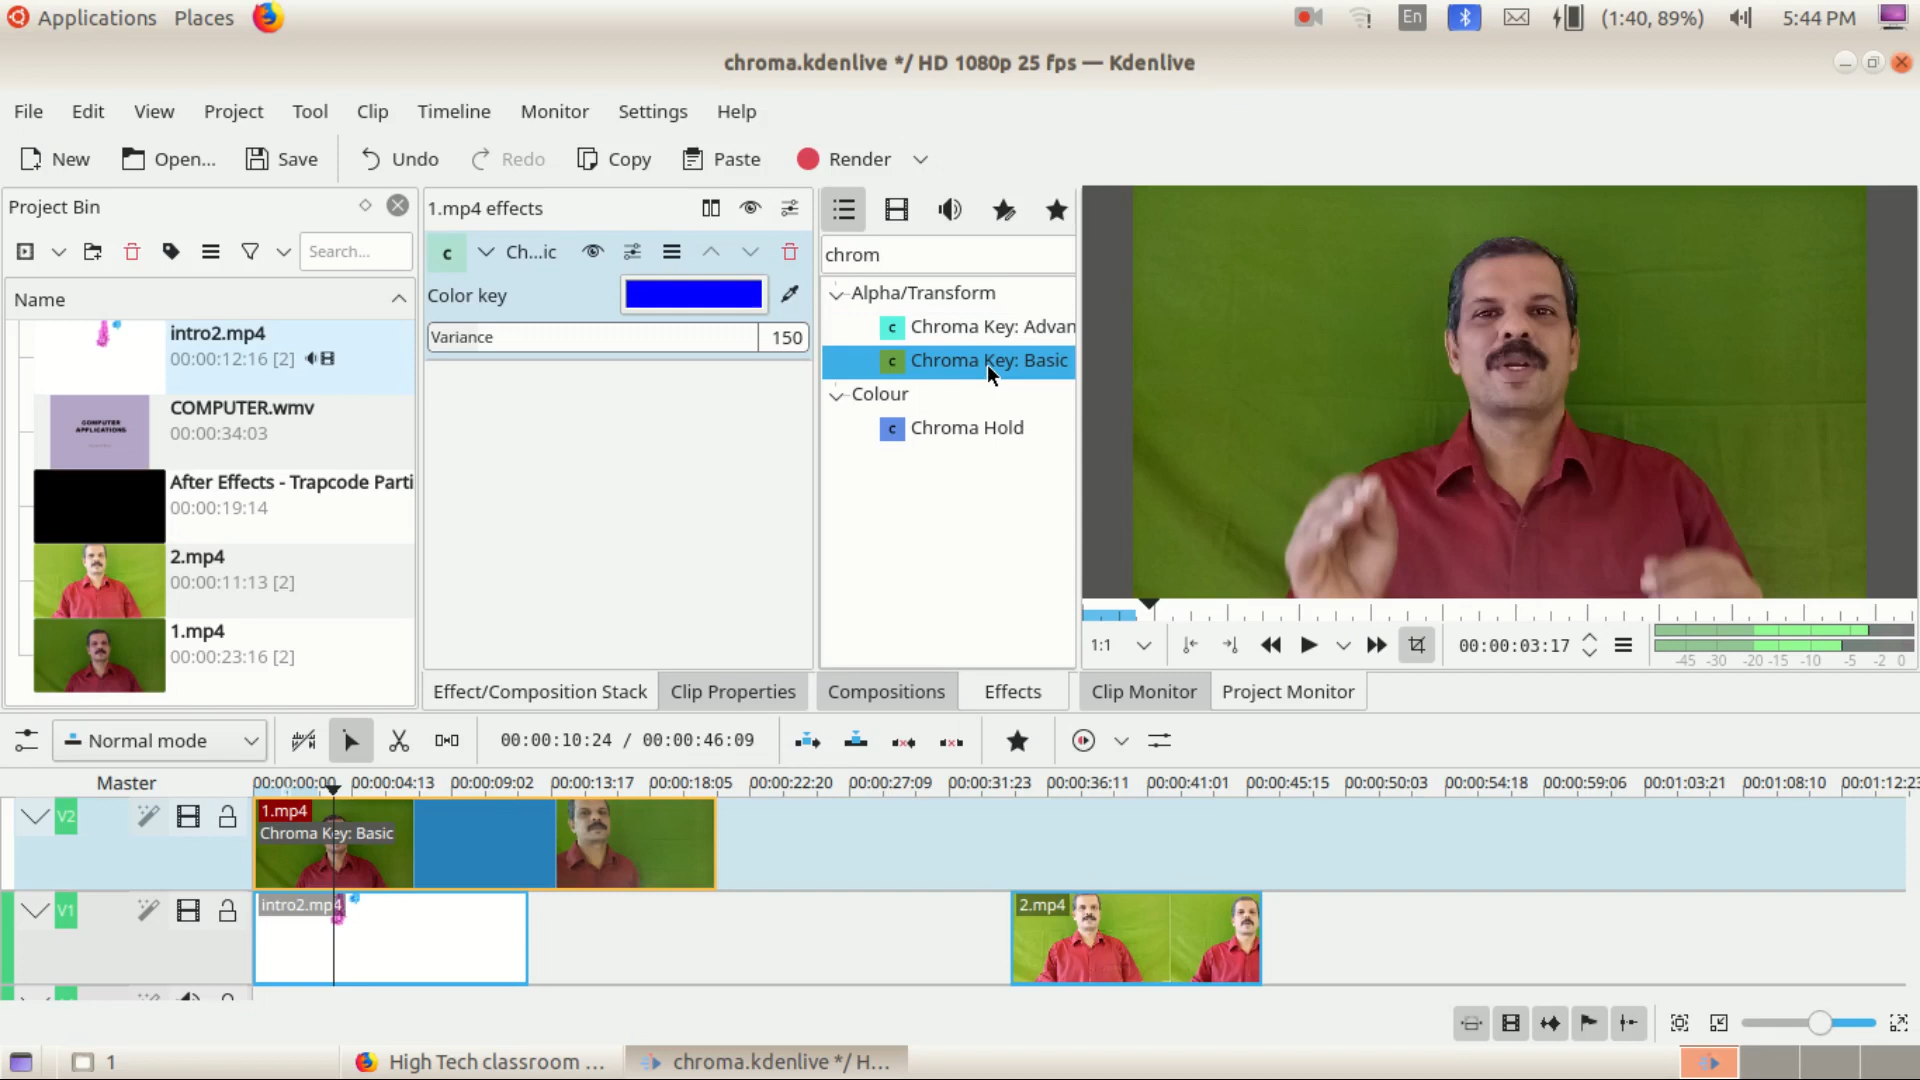 Applications Places
En (1:40, 89%) 5:44 PM
chroma.kdenlive */ HD 1080p 25 fps — Kdenlive
File Edit View Project Tool Clip Timeline Monitor Settings Help
New Open... Save Undo Redo Copy Paste Render
Project Bin
Search...
Name
intro2.mp4
00:00:12:16 [2]
COMPUTER APPLICATIONS
COMPUTER.wmv
00:00:34:03
After Effects - Trapcode Parti
00:00:19:14
2.mp4
00:00:11:13 [2]
1.mp4
00:00:23:16 [2]
1.mp4 effects
c Ch...ic
Color key
Variance 150
Effect/Composition Stack Clip Properties
chrom
Alpha/Transform
c Chroma Key: Advan
c Chroma Key: Basic
Colour
c Chroma Hold
Compositions Effects
1:1 00:00:03:17
-45 -30 -20 -15 -10 -5 -2 0
Clip Monitor Project Monitor
Normal mode 00:00:10:24 / 00:00:46:09
Master 00:00:00:00 00:00:04:13 00:00:09:02 00:00:13:17 00:00:18:05 00:00:22:20 00:00:27:09 00:00:31:23 00:00:36:11 00:00:41:01 00:00:45:15 00:00:50:03 00:00:54:18 00:00:59:06 00:01:03:21 00:01:08:10 00:01:12:23
V2 1.mp4
Chroma Key: Basic
V1 intro2.mp4 2.mp4
1 High Tech classroom ... chroma.kdenlive */ H...